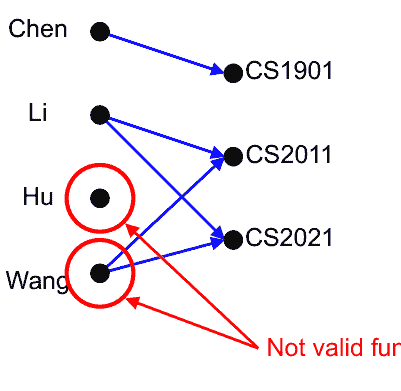 Chen
CS1901
Li
CS2011
Hu
CS2021
Wang
Not valid fur